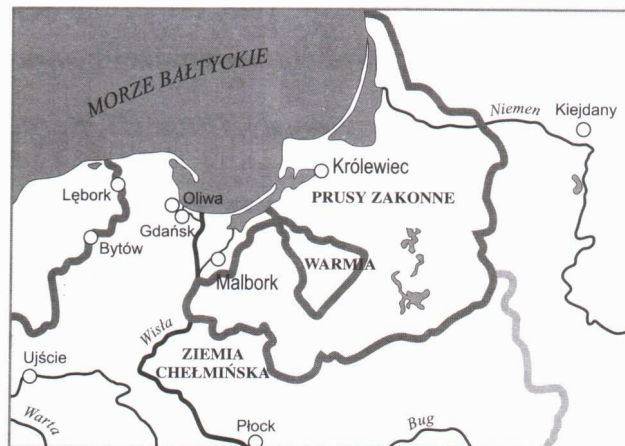 MORZE BAŁTYCKIE
Niemen
Kiejdany
Królewiec
Lębork
Oliwa
PRUSY ZAKONNE
Gdańsk
Bytów
WARMIA
Malbork
Wisła
ZIEMIA
CHEŁMIŃSKA
Ujście
Warta
Płock
Bug